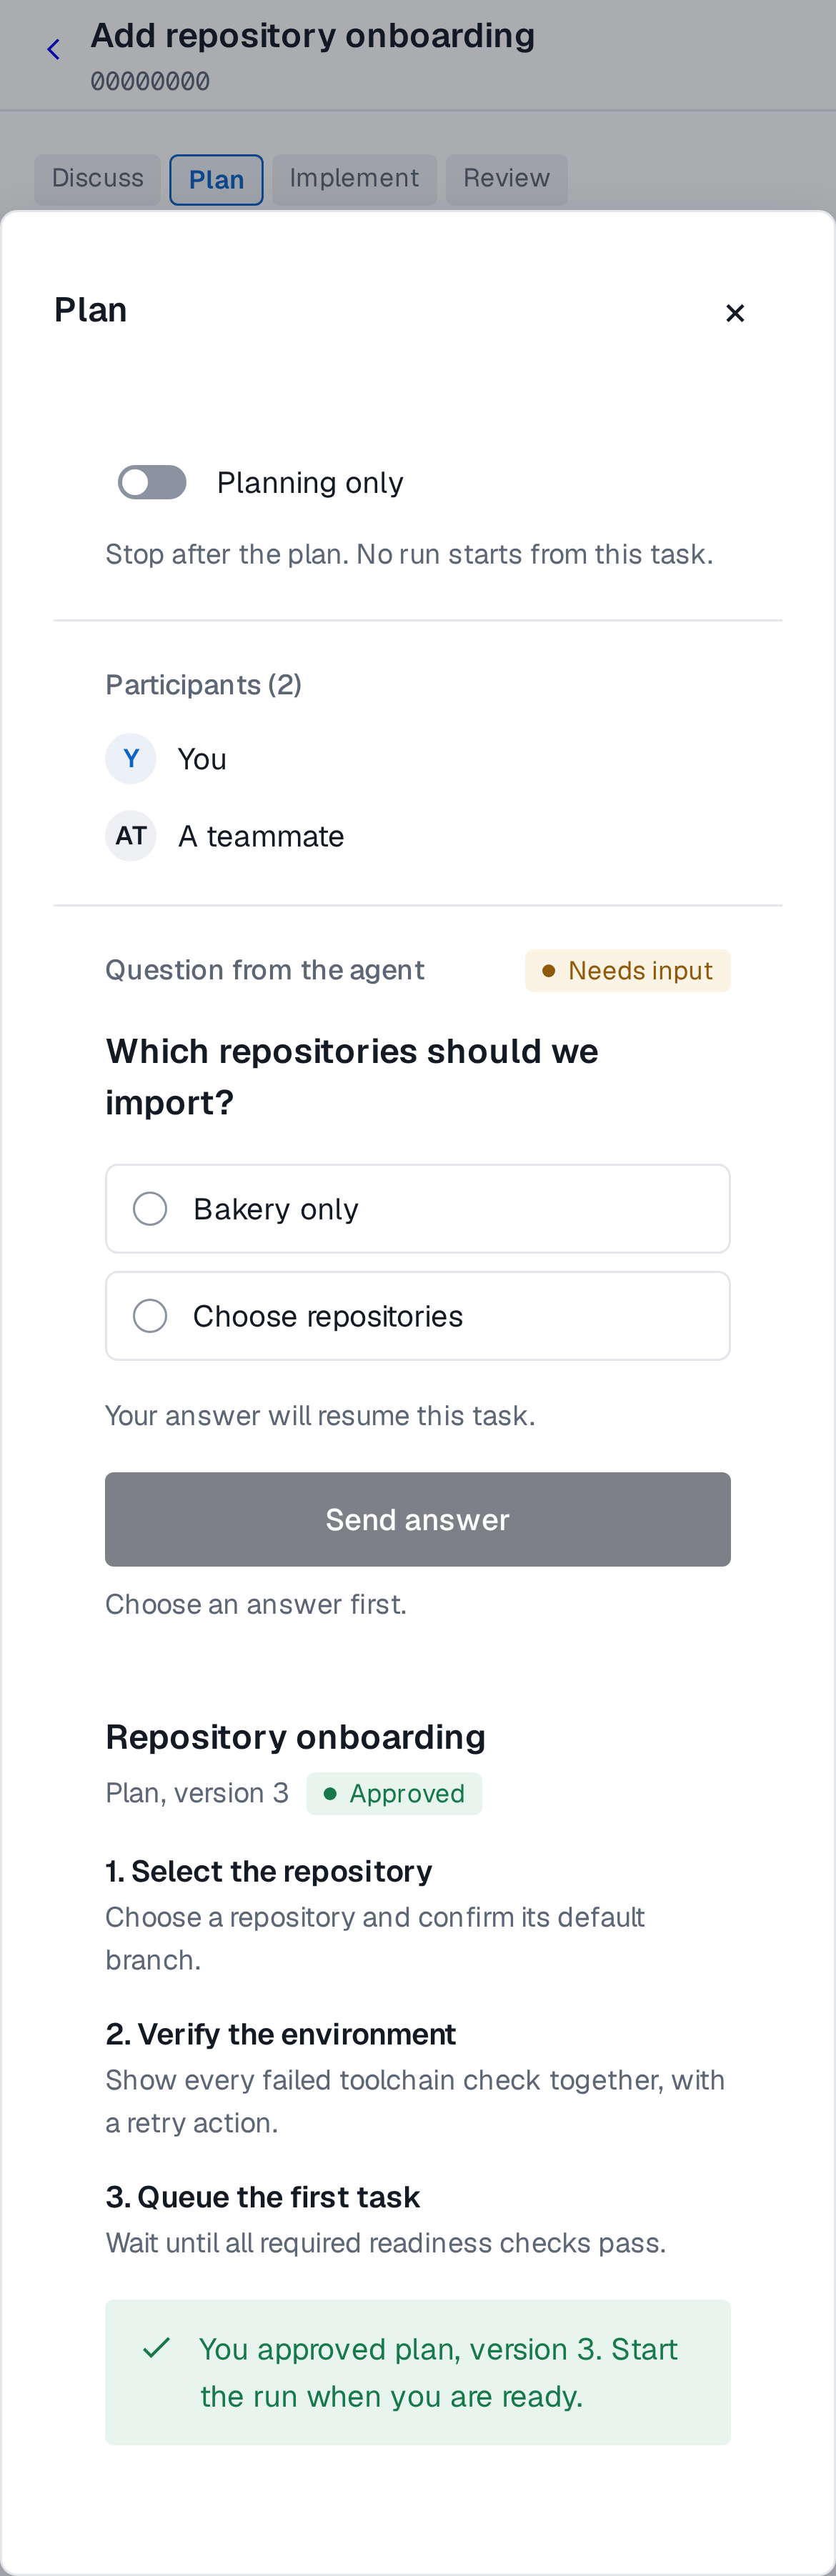 Add repository onboarding
00000000
Discuss
Plan
Implement
Review
Plan
Planning only
Stop after the plan. No run starts from this task.
Participants (2)
Y
You
AT
A teammate
Question from the agent
Needs input
Which repositories should we
import?
Bakery only
Choose repositories
Your answer will resume this task.
Send answer
Choose an answer first.
Repository onboarding
Plan, version 3
Approved
1. Select the repository
Choose a repository and confirm its default
branch.
2. Verify the environment
Show every failed toolchain check together, with
a retry action.
3. Queue the first task
Wait until all required readiness checks pass.
You approved plan, version 3. Start
the run when you are ready.